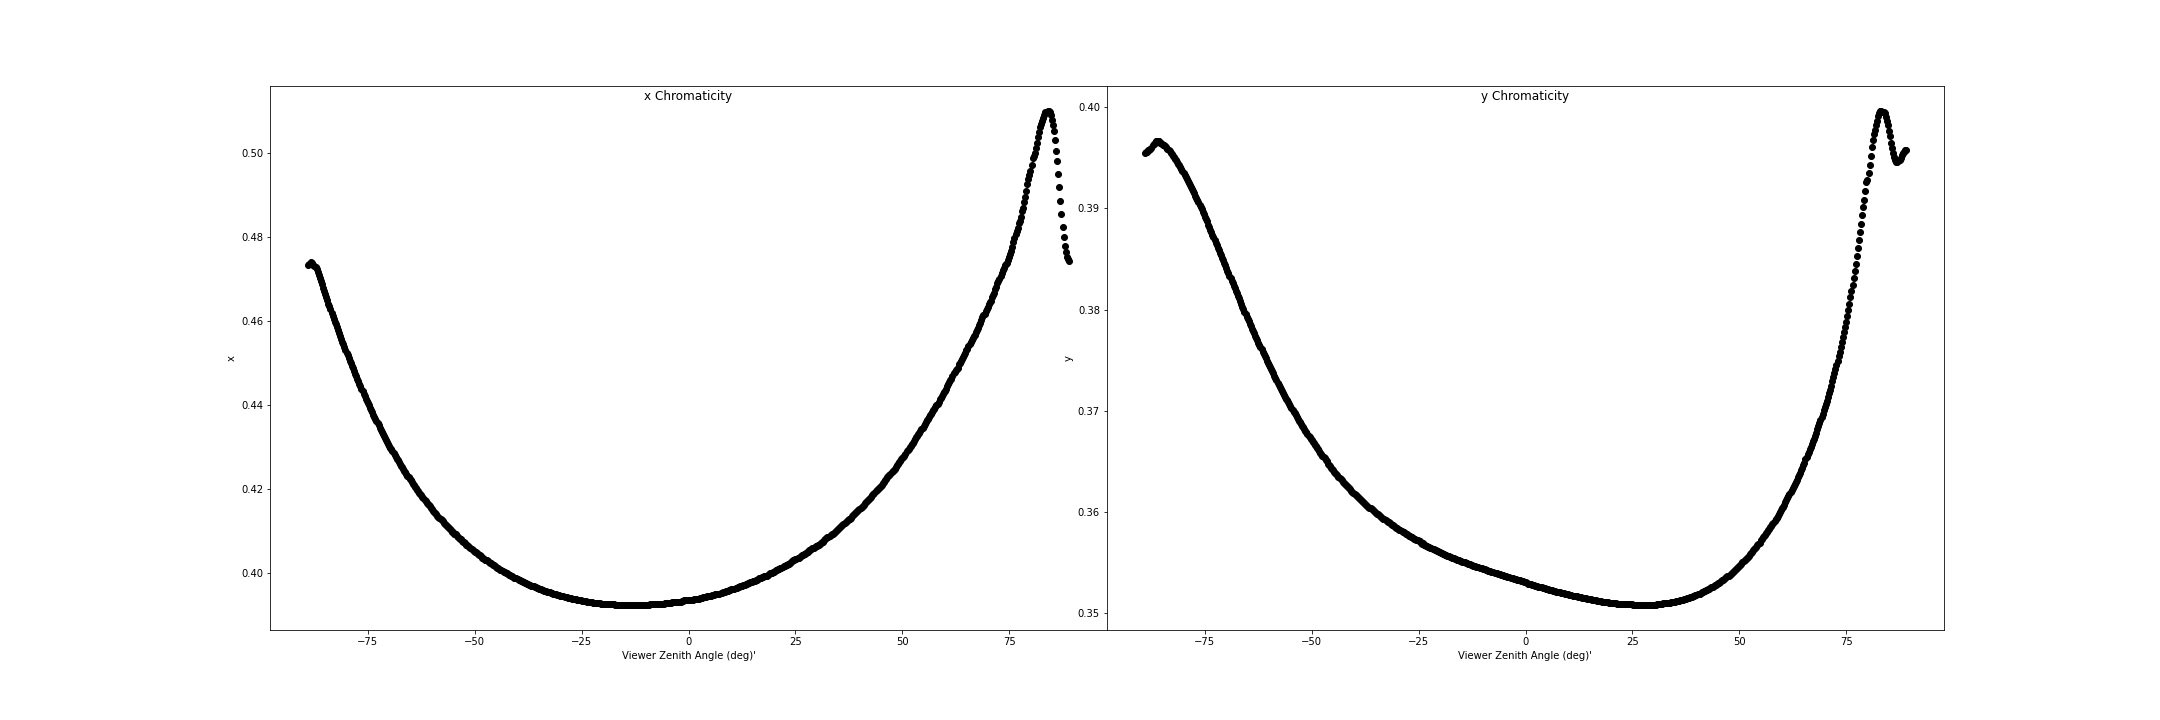 x Chromaticity
0.50
0.48
0.46
0.44
0.42
0.40
x
−75 −50 −25 0 25 50 75
Viewer Zenith Angle (deg)'
y Chromaticity
0.40
0.39
0.38
0.37
0.36
0.35
y
−75 −50 −25 0 25 50 75
Viewer Zenith Angle (deg)'